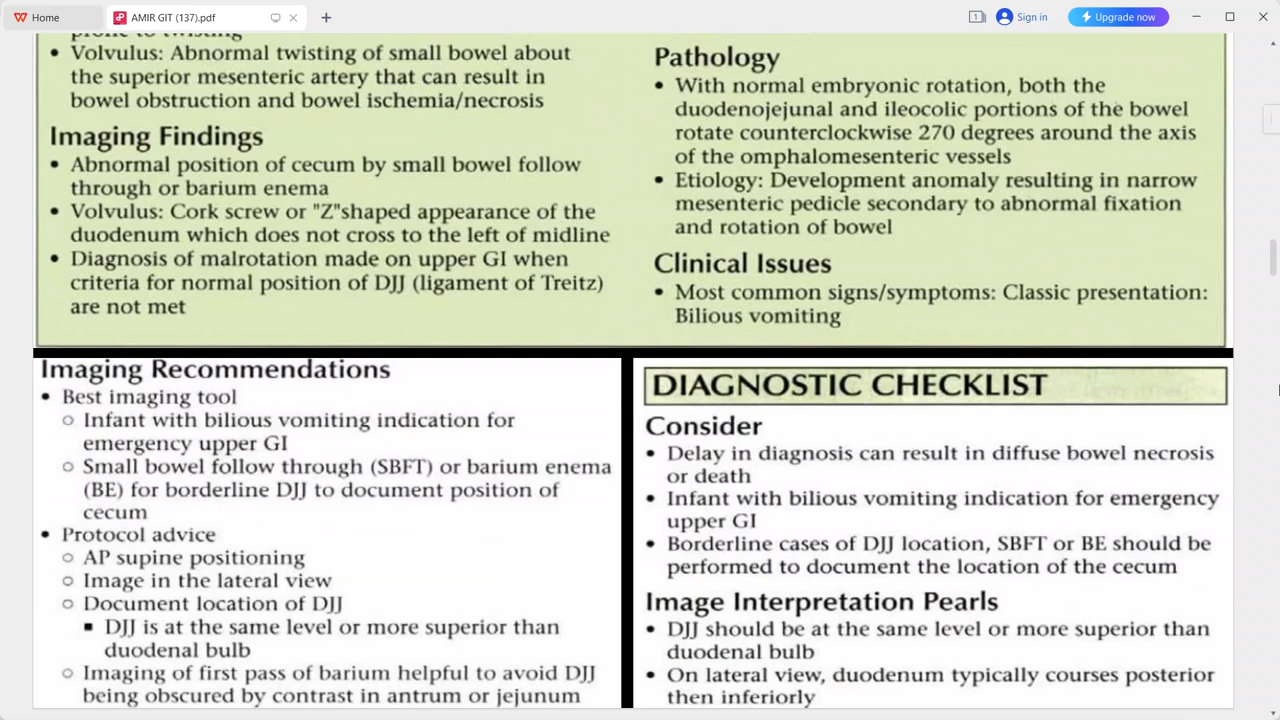 Home
AMIR GIT (137).pdf
1
Sign in
Upgrade now
prone to twisting
• Volvulus: Abnormal twisting of small bowel about
the superior mesenteric artery that can result in
bowel obstruction and bowel ischemia/necrosis
Imaging Findings
• Abnormal position of cecum by small bowel follow
through or barium enema
• Volvulus: Cork screw or "Z"shaped appearance of the
duodenum which does not cross to the left of midline
• Diagnosis of malrotation made on upper GI when
criteria for normal position of DJJ (ligament of Treitz)
are not met
Pathology
• With normal embryonic rotation, both the
duodenojejunal and ileocolic portions of the bowel
rotate counterclockwise 270 degrees around the axis
of the omphalomesenteric vessels
• Etiology: Development anomaly resulting in narrow
mesenteric pedicle secondary to abnormal fixation
and rotation of bowel
Clinical Issues
• Most common signs/symptoms: Classic presentation:
Bilious vomiting
Imaging Recommendations
• Best imaging tool
○ Infant with bilious vomiting indication for
emergency upper GI
○ Small bowel follow through (SBFT) or barium enema
(BE) for borderline DJJ to document position of
cecum
• Protocol advice
○ AP supine positioning
○ Image in the lateral view
○ Document location of DJJ
▪ DJJ is at the same level or more superior than
duodenal bulb
○ Imaging of first pass of barium helpful to avoid DJJ
being obscured by contrast in antrum or jejunum
DIAGNOSTIC CHECKLIST
Consider
• Delay in diagnosis can result in diffuse bowel necrosis
or death
• Infant with bilious vomiting indication for emergency
upper GI
• Borderline cases of DJJ location, SBFT or BE should be
performed to document the location of the cecum
Image Interpretation Pearls
• DJJ should be at the same level or more superior than
duodenal bulb
• On lateral view, duodenum typically courses posterior
then inferiorly